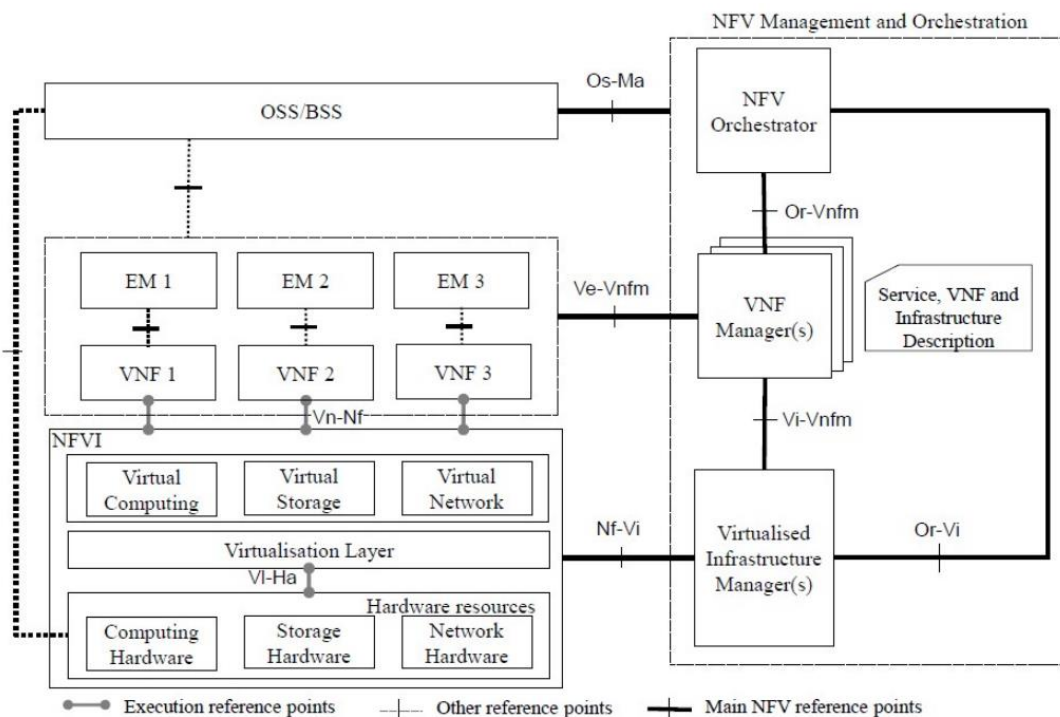 NFV Management and Orchestration
Os-Ma
OSS/BSS
NFV
Orchestrator
Or-Vnfm
EM 1
EM 2
EM 3
Ve-Vnfm
VNF
Manager(s)
Service, VNF and
Infrastructure
Description
VNF 1
VNF 2
VNF 3
Vn-Nf
Vi-Vnfm
NFVI
Virtual
Computing
Virtual
Storage
Virtual
Network
Nf-Vi
Virtualised
Infrastructure
Manager(s)
Or-Vi
Virtualisation Layer
Vl-Ha
Hardware resources
Computing
Hardware
Storage
Hardware
Network
Hardware
Execution reference points
Other reference points
Main NFV reference points